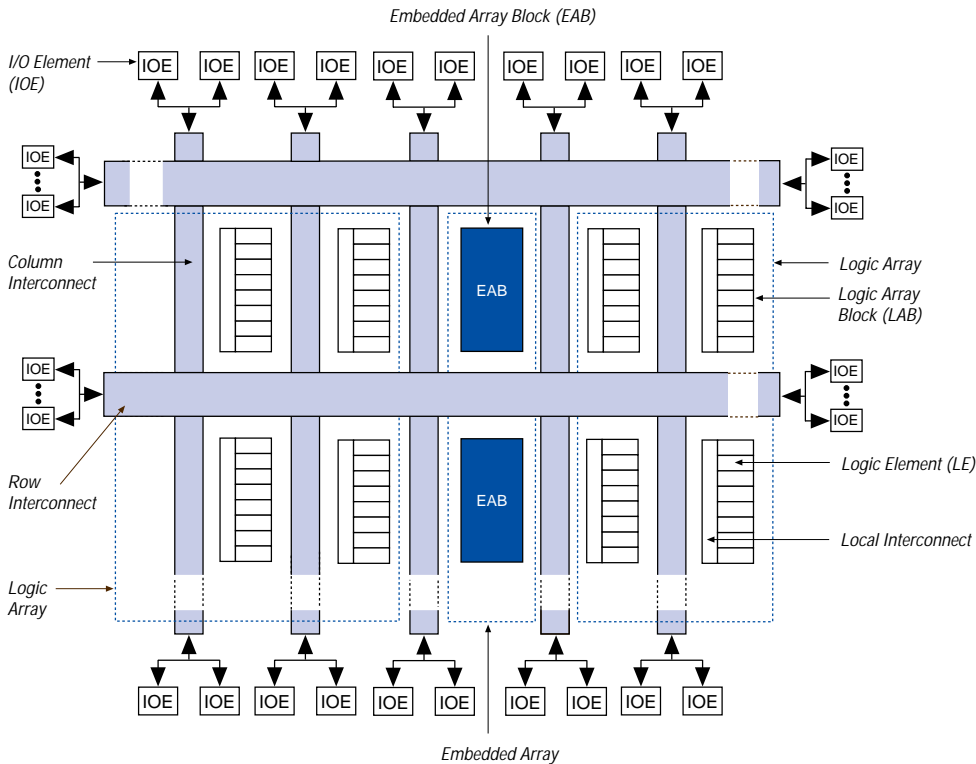 Embedded Array Block (EAB)
I/O Element
(IOE)
IOE IOE IOE IOE IOE IOE IOE IOE IOE IOE
IOE IOE
IOE IOE
Column
Interconnect
EAB
Logic Array
Logic Array
Block (LAB)
IOE IOE
IOE IOE
Row
Interconnect
EAB
Logic Element (LE)
Local Interconnect
Logic
Array
IOE IOE IOE IOE IOE IOE IOE IOE IOE IOE
Embedded Array